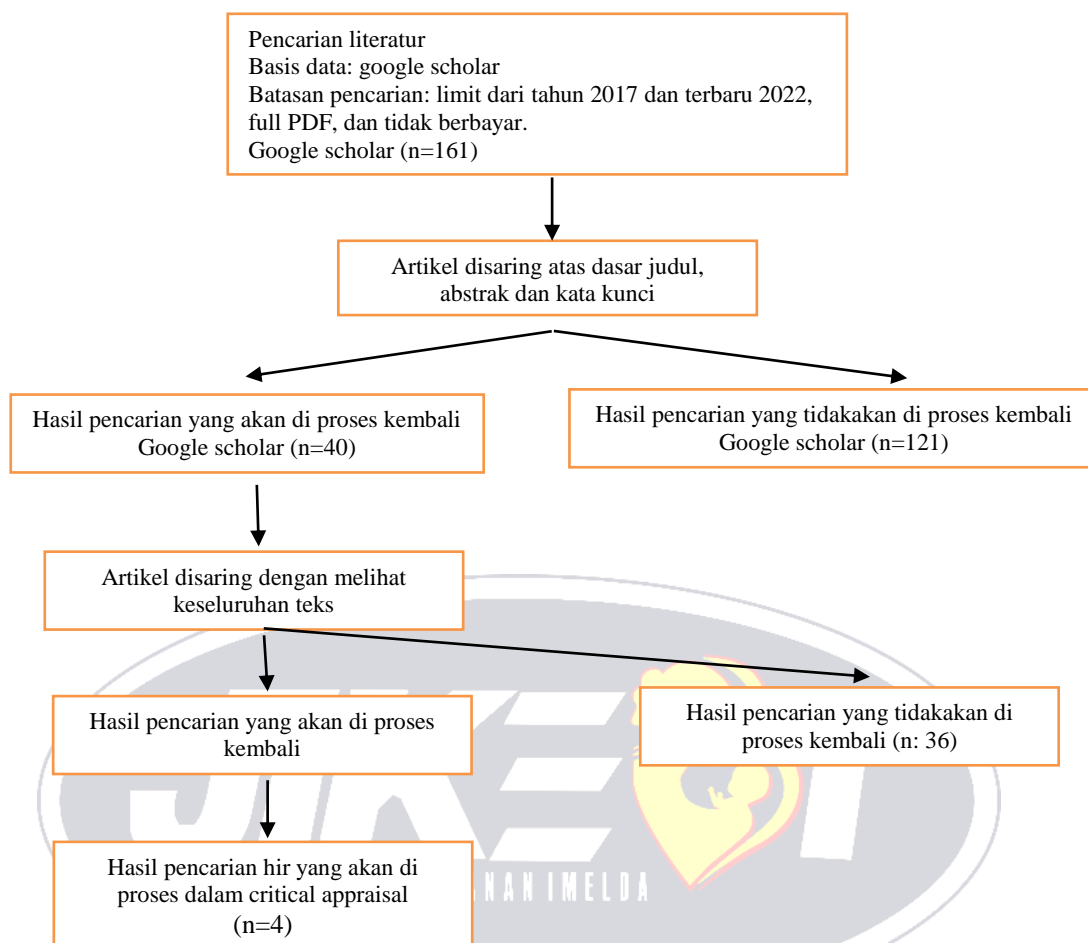 Pencarian literatur
Basis data: google scholar
Batasan pencarian: limit dari tahun 2017 dan terbaru 2022,
full PDF, dan tidak berbayar.
Google scholar (n=161)
Artikel disaring atas dasar judul,
abstrak dan kata kunci
Hasil pencarian yang akan di proses kembali
Google scholar (n=40)
Hasil pencarian yang tidakakan di proses kembali
Google scholar (n=121)
Artikel disaring dengan melihat
keseluruhan teks
Hasil pencarian yang akan di proses
kembali
Hasil pencarian yang tidakakan di
proses kembali (n: 36)
Hasil pencarian hir yang akan di
proses dalam critical appraisal
(n=4)
IMELDA